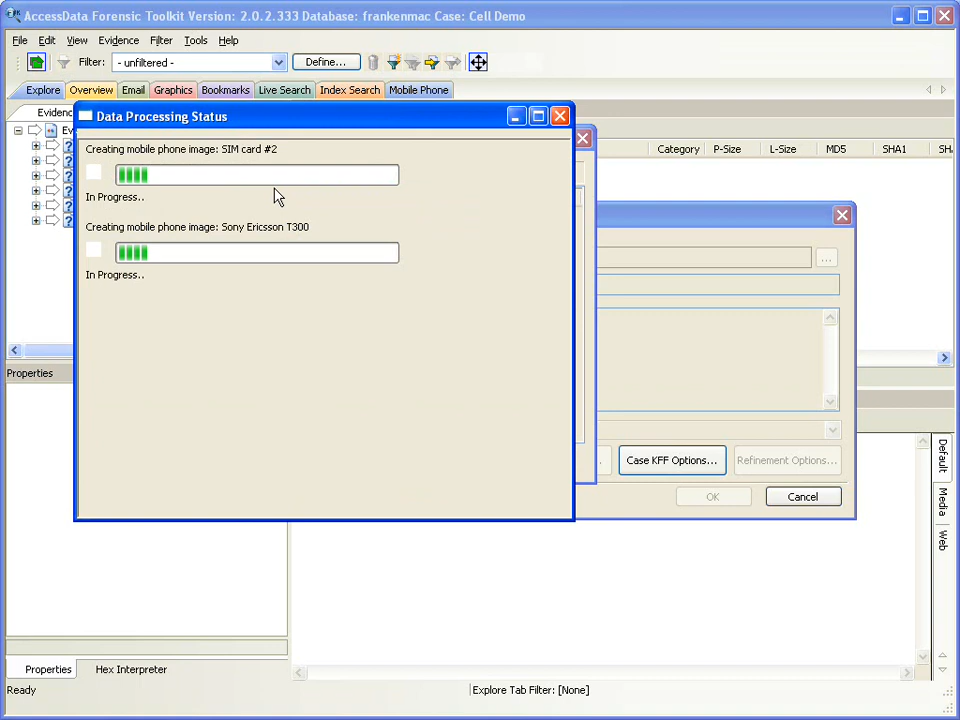 AccessData Forensic Toolkit Version: 2.0.2.333 Database: frankenmac Case: Cell Demo
File Edit View Evidence Filter Tools Help
Filter: - unfiltered - Define...
Explore Overview Email Graphics Bookmarks Live Search Index Search Mobile Phone
Evidenc
Ev
Data Processing Status
Creating mobile phone image: SIM card #2
In Progress..
Creating mobile phone image: Sony Ericsson T300
In Progress..
Category P-Size L-Size MD5 SHA1 SH
...
Case KFF Options... Refinement Options...
OK Cancel
Properties
Default
Media
Web
Properties Hex Interpreter
Ready Explore Tab Filter: [None]